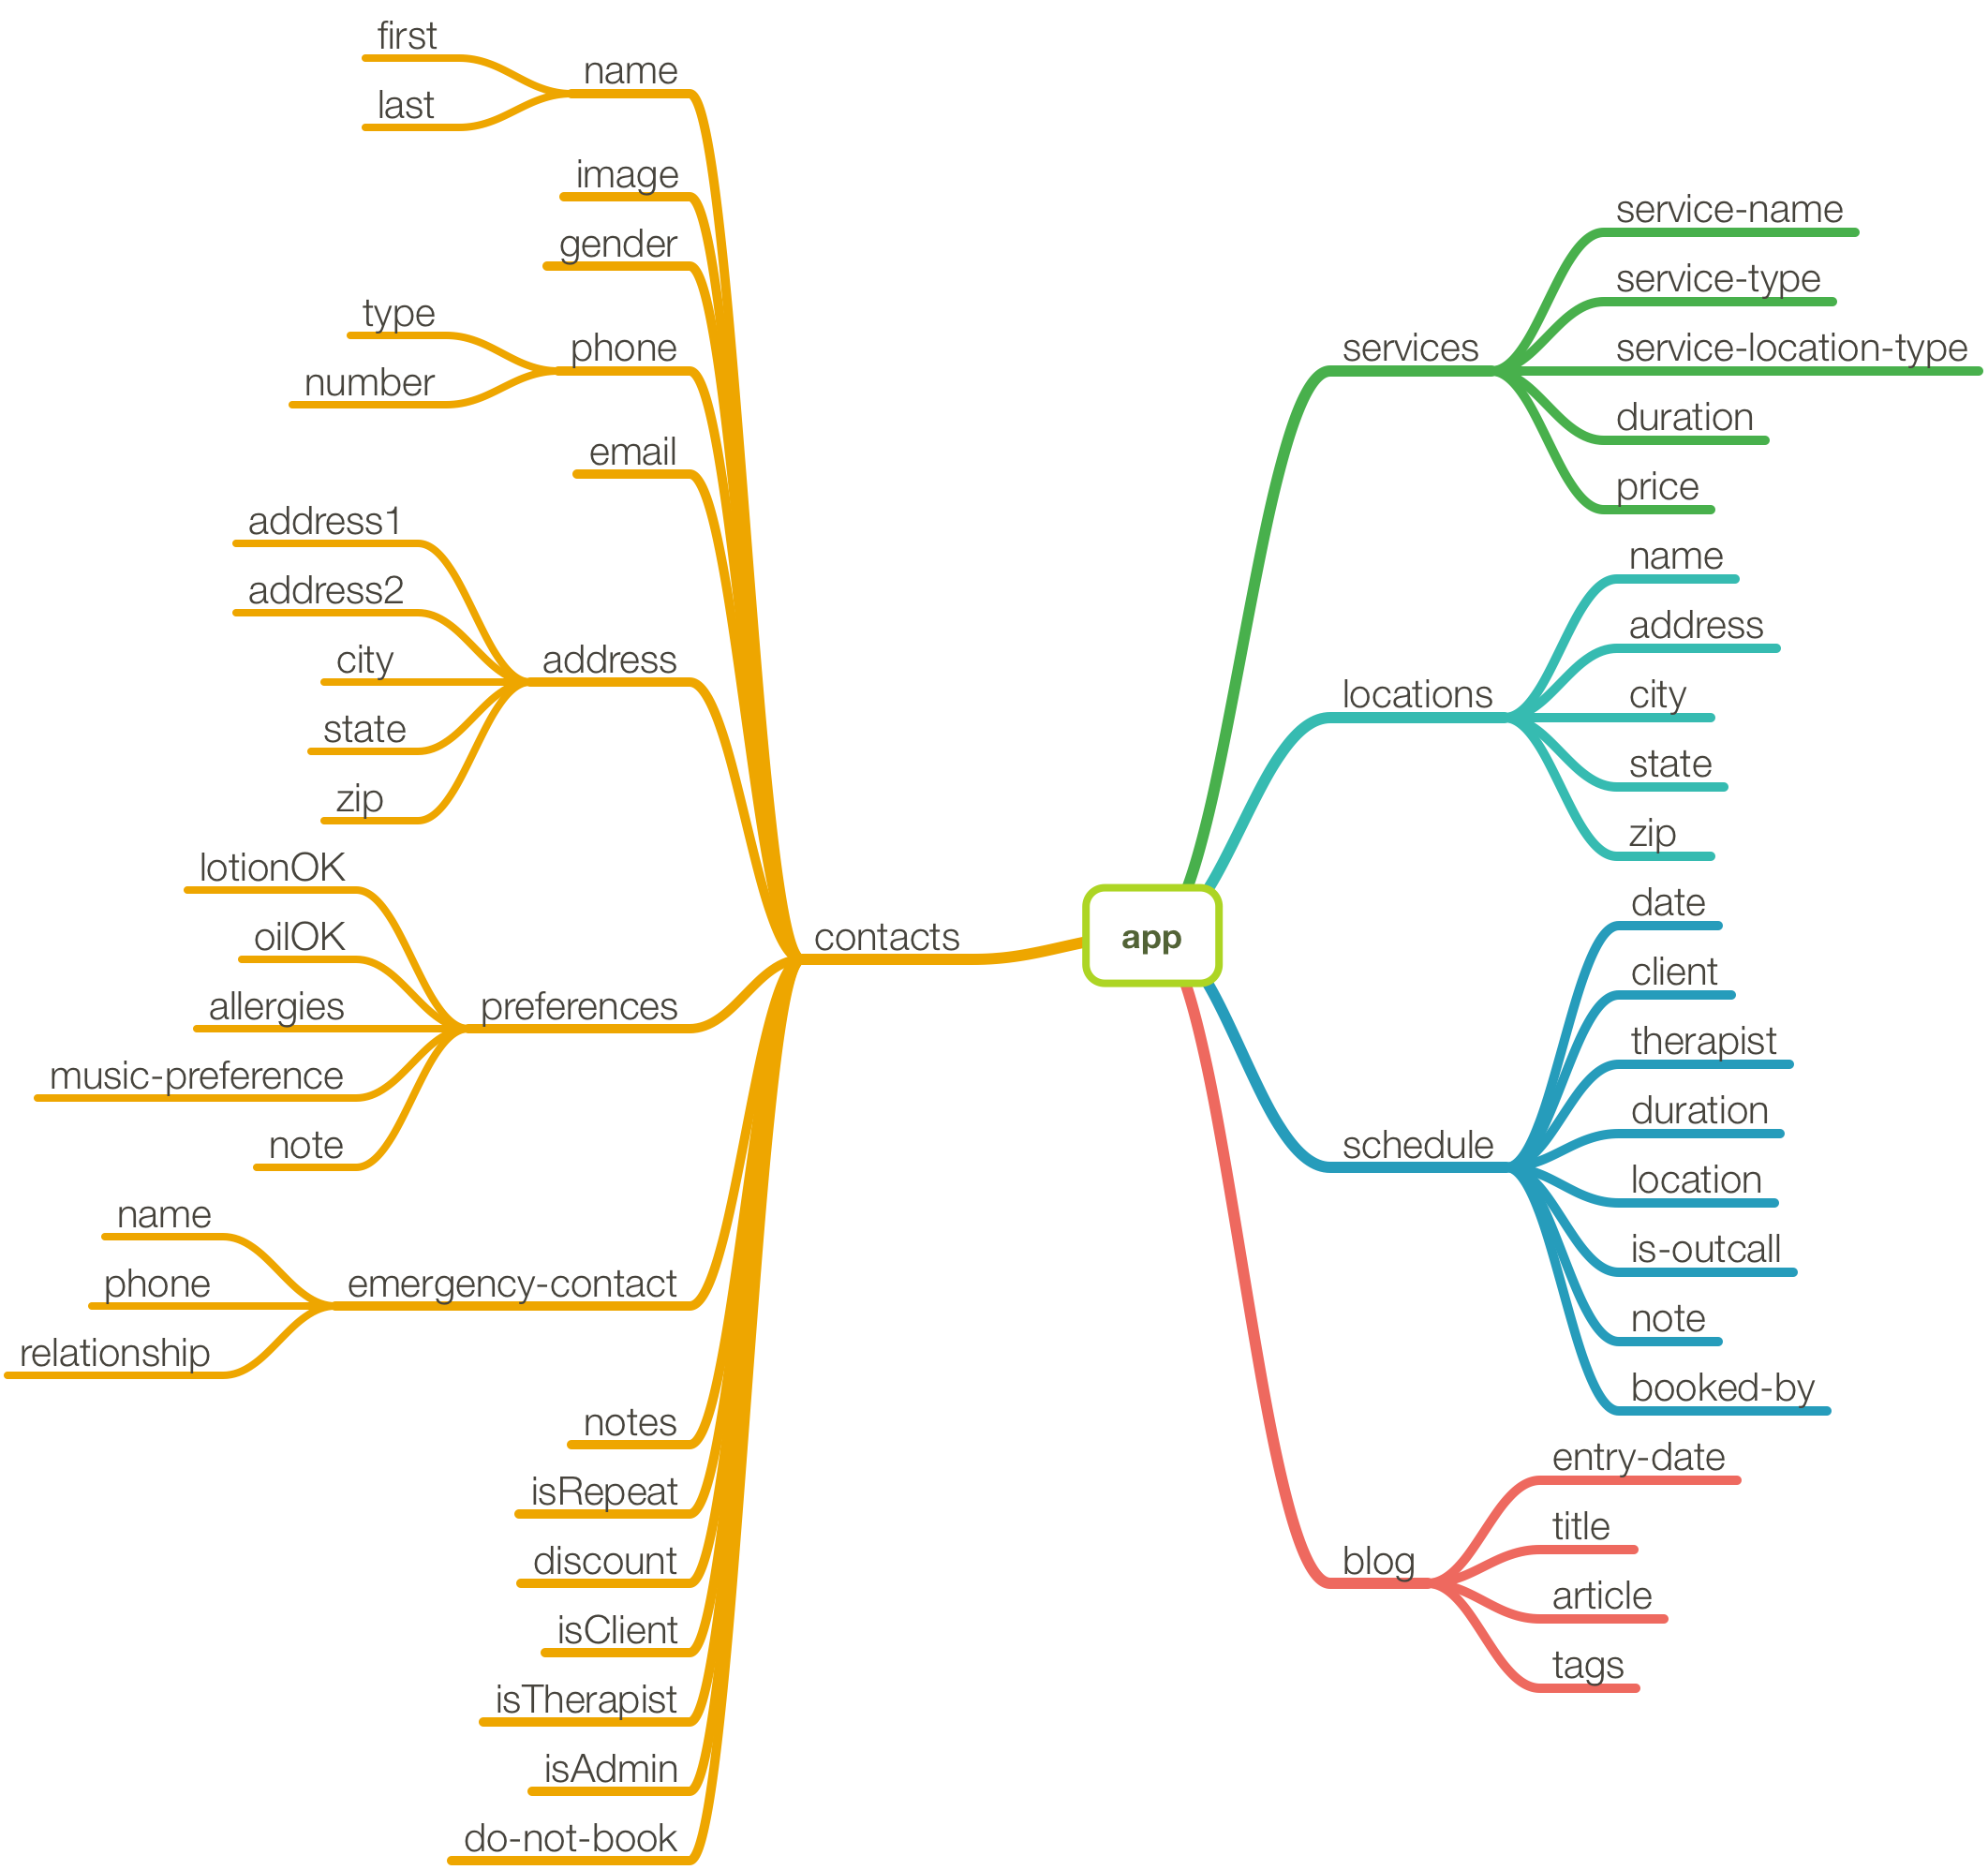 app
contacts
name
first
last
image
gender
phone
type
number
email
address
address1
address2
city
state
zip
preferences
lotionOK
oilOK
allergies
music-preference
note
emergency-contact
name
phone
relationship
notes
isRepeat
discount
isClient
isTherapist
isAdmin
do-not-book
services
service-name
service-type
service-location-type
duration
price
locations
name
address
city
state
zip
schedule
date
client
therapist
duration
location
is-outcall
note
booked-by
blog
entry-date
title
article
tags